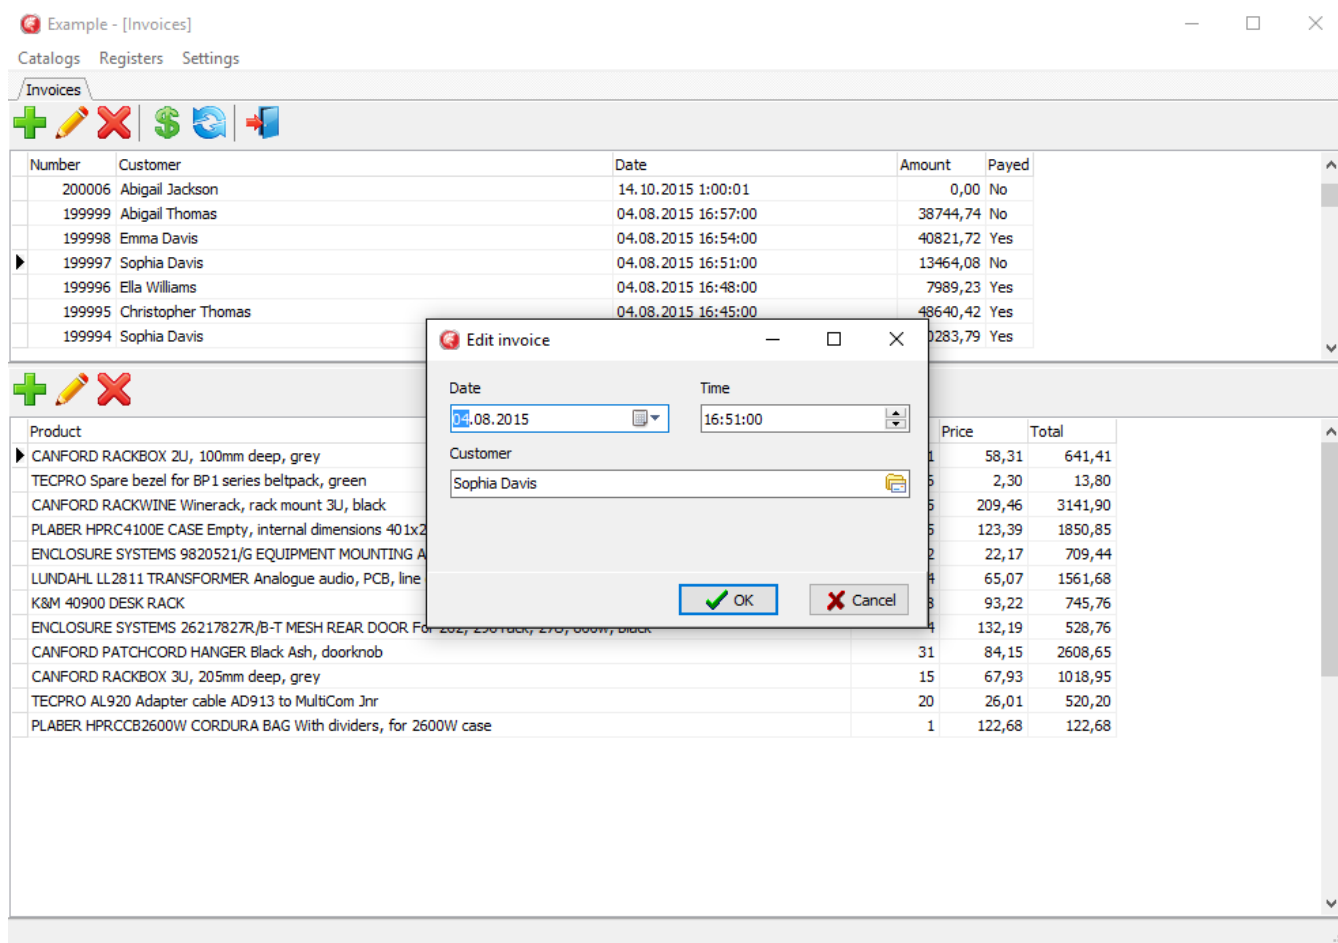 Example - [Invoices]
Catalogs Registers Settings
Invoices
Number Customer Date Amount Payed
200006 Abigail Jackson 14.10.2015 1:00:01 0,00 No
199999 Abigail Thomas 04.08.2015 16:57:00 38744,74 No
199998 Emma Davis 04.08.2015 16:54:00 40821,72 Yes
199997 Sophia Davis 04.08.2015 16:51:00 13464,08 No
199996 Ella Williams 04.08.2015 16:48:00 7989,23 Yes
199995 Christopher Thomas 04.08.2015 16:45:00 48640,42 Yes
199994 Sophia Davis 0283,79 Yes
Edit invoice
Date Time
04.08.2015 16:51:00
Customer
Sophia Davis
OK Cancel
Product Price Total
CANFORD RACKBOX 2U, 100mm deep, grey 1 58,31 641,41
TECPRO Spare bezel for BP1 series beltpack, green 2,30 13,80
CANFORD RACKWINE Winerack, rack mount 3U, black 209,46 3141,90
PLABER HPRC4100E CASE Empty, internal dimensions 401x2 123,39 1850,85
ENCLOSURE SYSTEMS 9820521/G EQUIPMENT MOUNTING A 2 22,17 709,44
LUNDAHL LL2811 TRANSFORMER Analogue audio, PCB, line 4 65,07 1561,68
K&M 40900 DESK RACK 8 93,22 745,76
ENCLOSURE SYSTEMS 26217827R/B-T MESH REAR DOOR For 4 132,19 528,76
CANFORD PATCHCORD HANGER Black Ash, doorknob 31 84,15 2608,65
CANFORD RACKBOX 3U, 205mm deep, grey 15 67,93 1018,95
TECPRO AL920 Adapter cable AD913 to MultiCom Jnr 20 26,01 520,20
PLABER HPRCCB2600W CORDURA BAG With dividers, for 2600W case 1 122,68 122,68